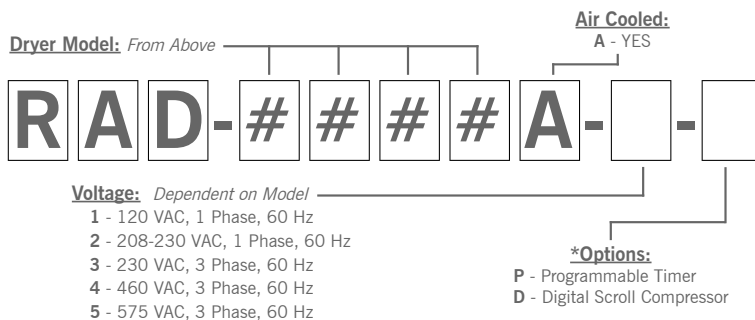 Air Cooled:
A - YES
Dryer Model: From Above
RAD-####A- -
Voltage: Dependent on Model
1 - 120 VAC, 1 Phase, 60 Hz
2 - 208-230 VAC, 1 Phase, 60 Hz
3 - 230 VAC, 3 Phase, 60 Hz
4 - 460 VAC, 3 Phase, 60 Hz
5 - 575 VAC, 3 Phase, 60 Hz
*Options:
P - Programmable Timer
D - Digital Scroll Compressor